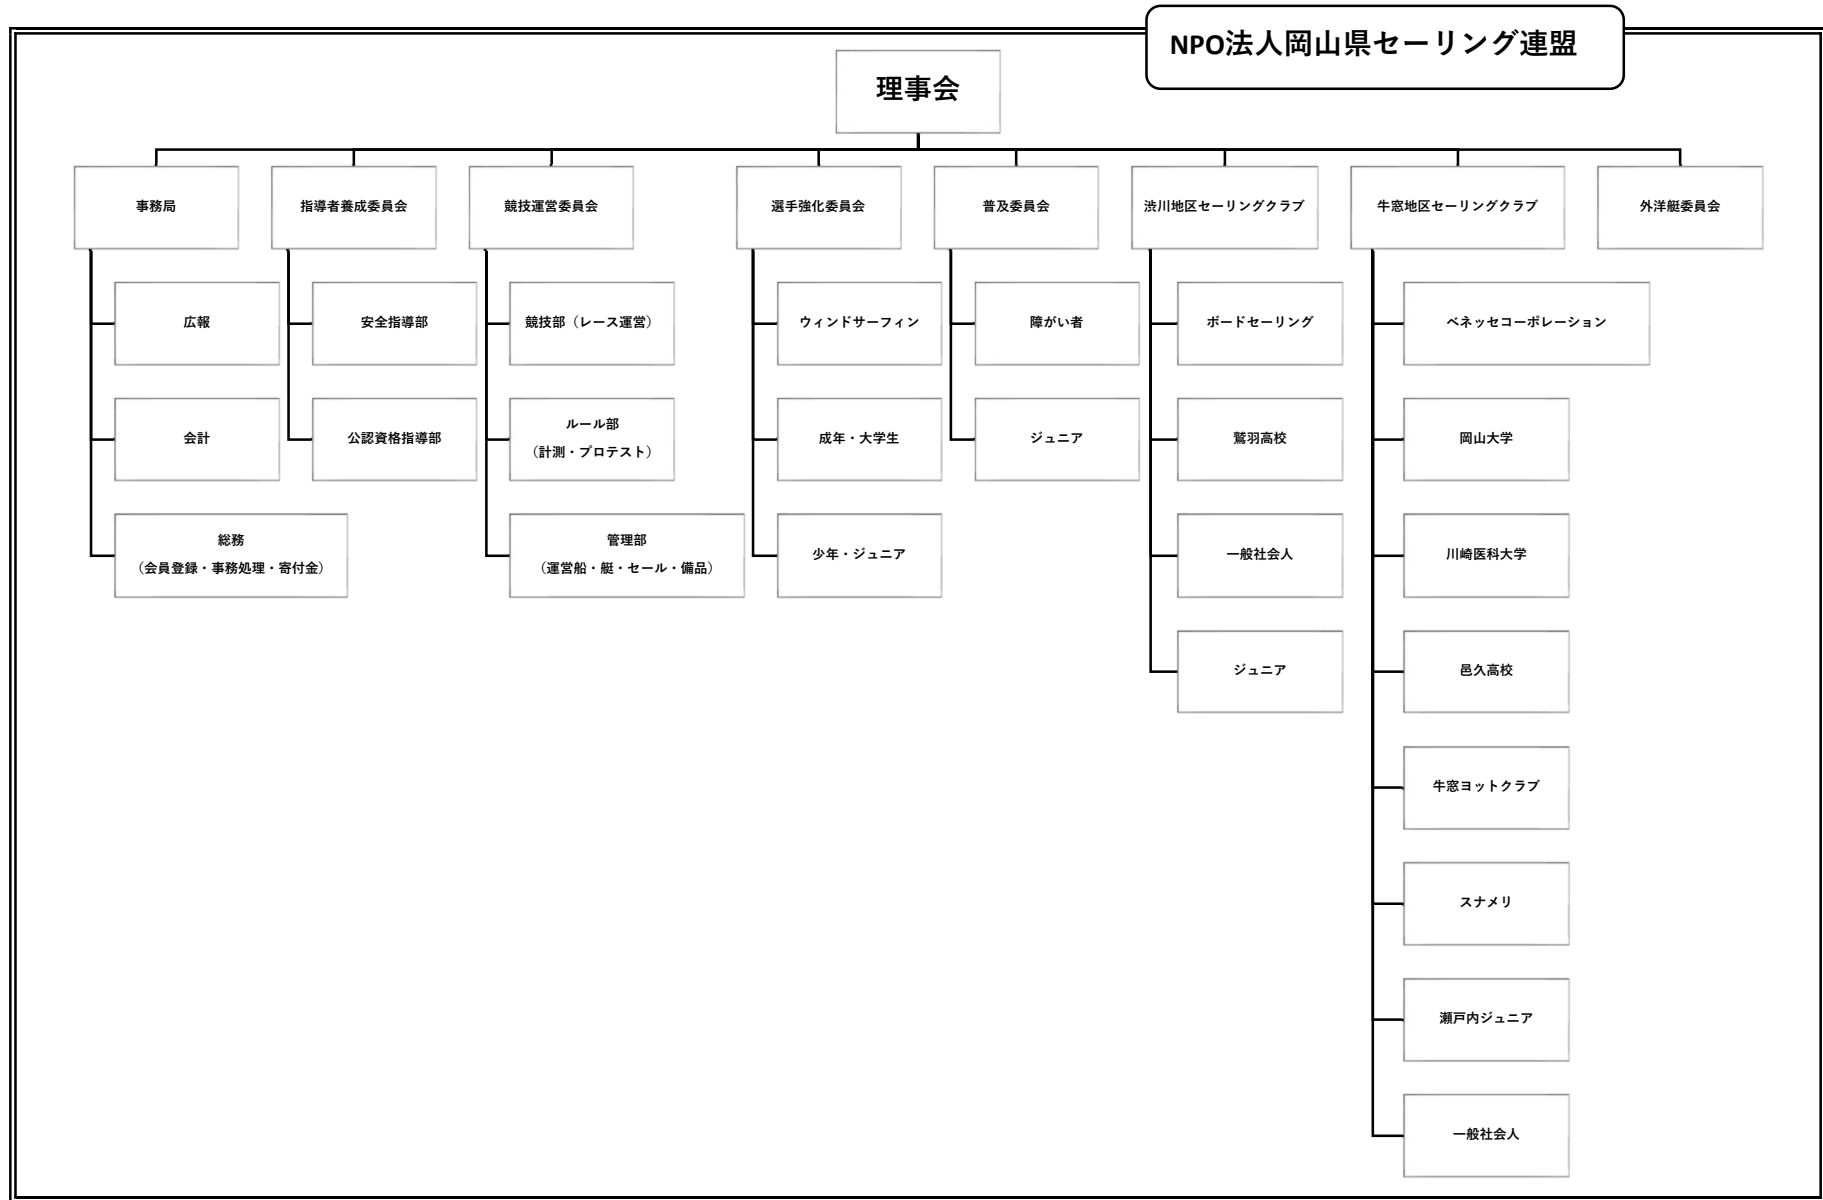 NPO法人岡山県セーリング連盟
理事会
事務局
指導者養成委員会
競技運営委員会
選手強化委員会
普及委員会
渋川地区セーリングクラブ
牛窓地区セーリングクラブ
外洋艇委員会
広報
安全指導部
競技部（レース運営）
ウィンドサーフィン
障がい者
ボードセーリング
ベネッセコーポレーション
会計
公認資格指導部
ルール部
（計測・プロテスト）
成年・大学生
ジュニア
鷲羽高校
岡山大学
総務
（会員登録・事務処理・寄付金）
管理部
（運営船・艇・セール・備品）
少年・ジュニア
一般社会人
川崎医科大学
ジュニア
邑久高校
牛窓ヨットクラブ
スナメリ
瀬戸内ジュニア
一般社会人